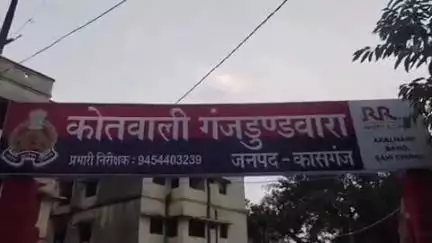 कोतवाली गंजडुण्डवारा
प्रभारी निरीक्षक : 9454403239
जनपद - कासगंज
RR